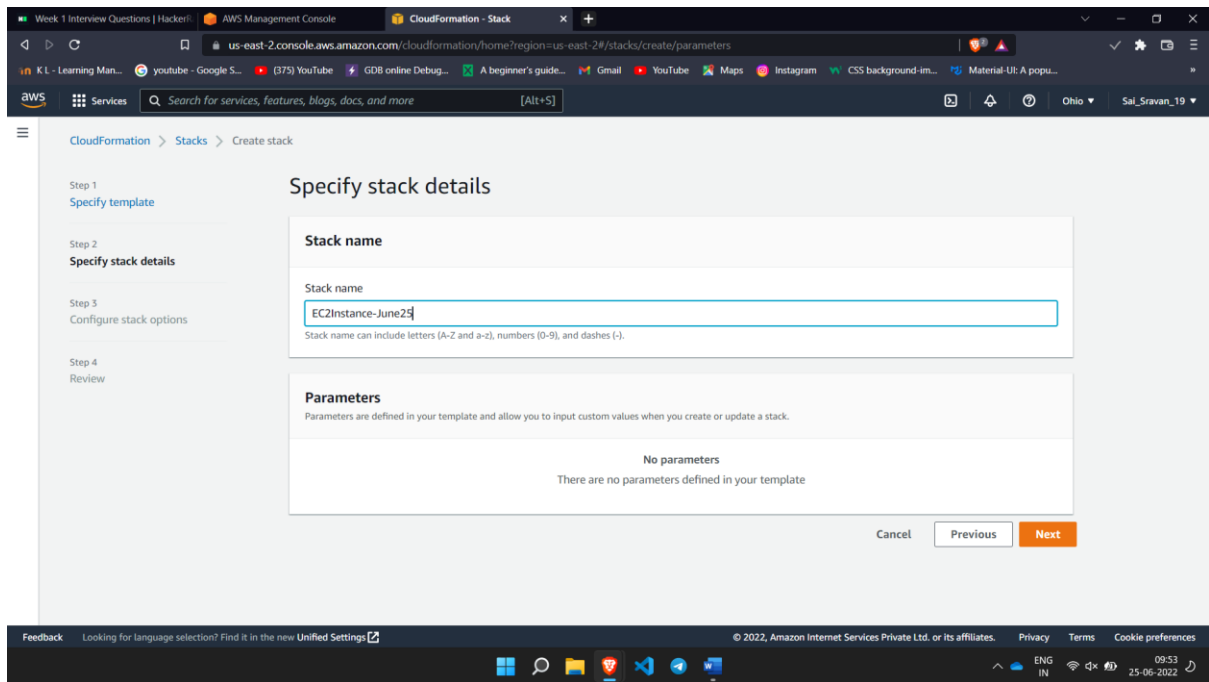 Week 1 Interview Questions | HackerR
AWS Management Console
CloudFormation - Stack
us-east-2.console.aws.amazon.com/cloudformation/home?region=us-east-2#/stacks/create/parameters
K L - Learning Man...
youtube - Google S...
(375) YouTube
GDB online Debug...
A beginner's guide...
Gmail
YouTube
Maps
Instagram
CSS background-im...
Material-UI: A popu...
aws
Services
Search for services, features, blogs, docs, and more
[Alt+S]
Ohio
Sai_Sravan_19
CloudFormation
Stacks
Create stack
Step 1
Specify template
Step 2
Specify stack details
Step 3
Configure stack options
Step 4
Review
Specify stack details
Stack name
Stack name
EC2Instance-June25
Stack name can include letters (A-Z and a-z), numbers (0-9), and dashes (-).
Parameters
Parameters are defined in your template and allow you to input custom values when you create or update a stack.
No parameters
There are no parameters defined in your template
Cancel
Previous
Next
Feedback
Looking for language selection? Find it in the new Unified Settings
© 2022, Amazon Internet Services Private Ltd. or its affiliates.
Privacy
Terms
Cookie preferences
ENG
IN
09:53
25-06-2022